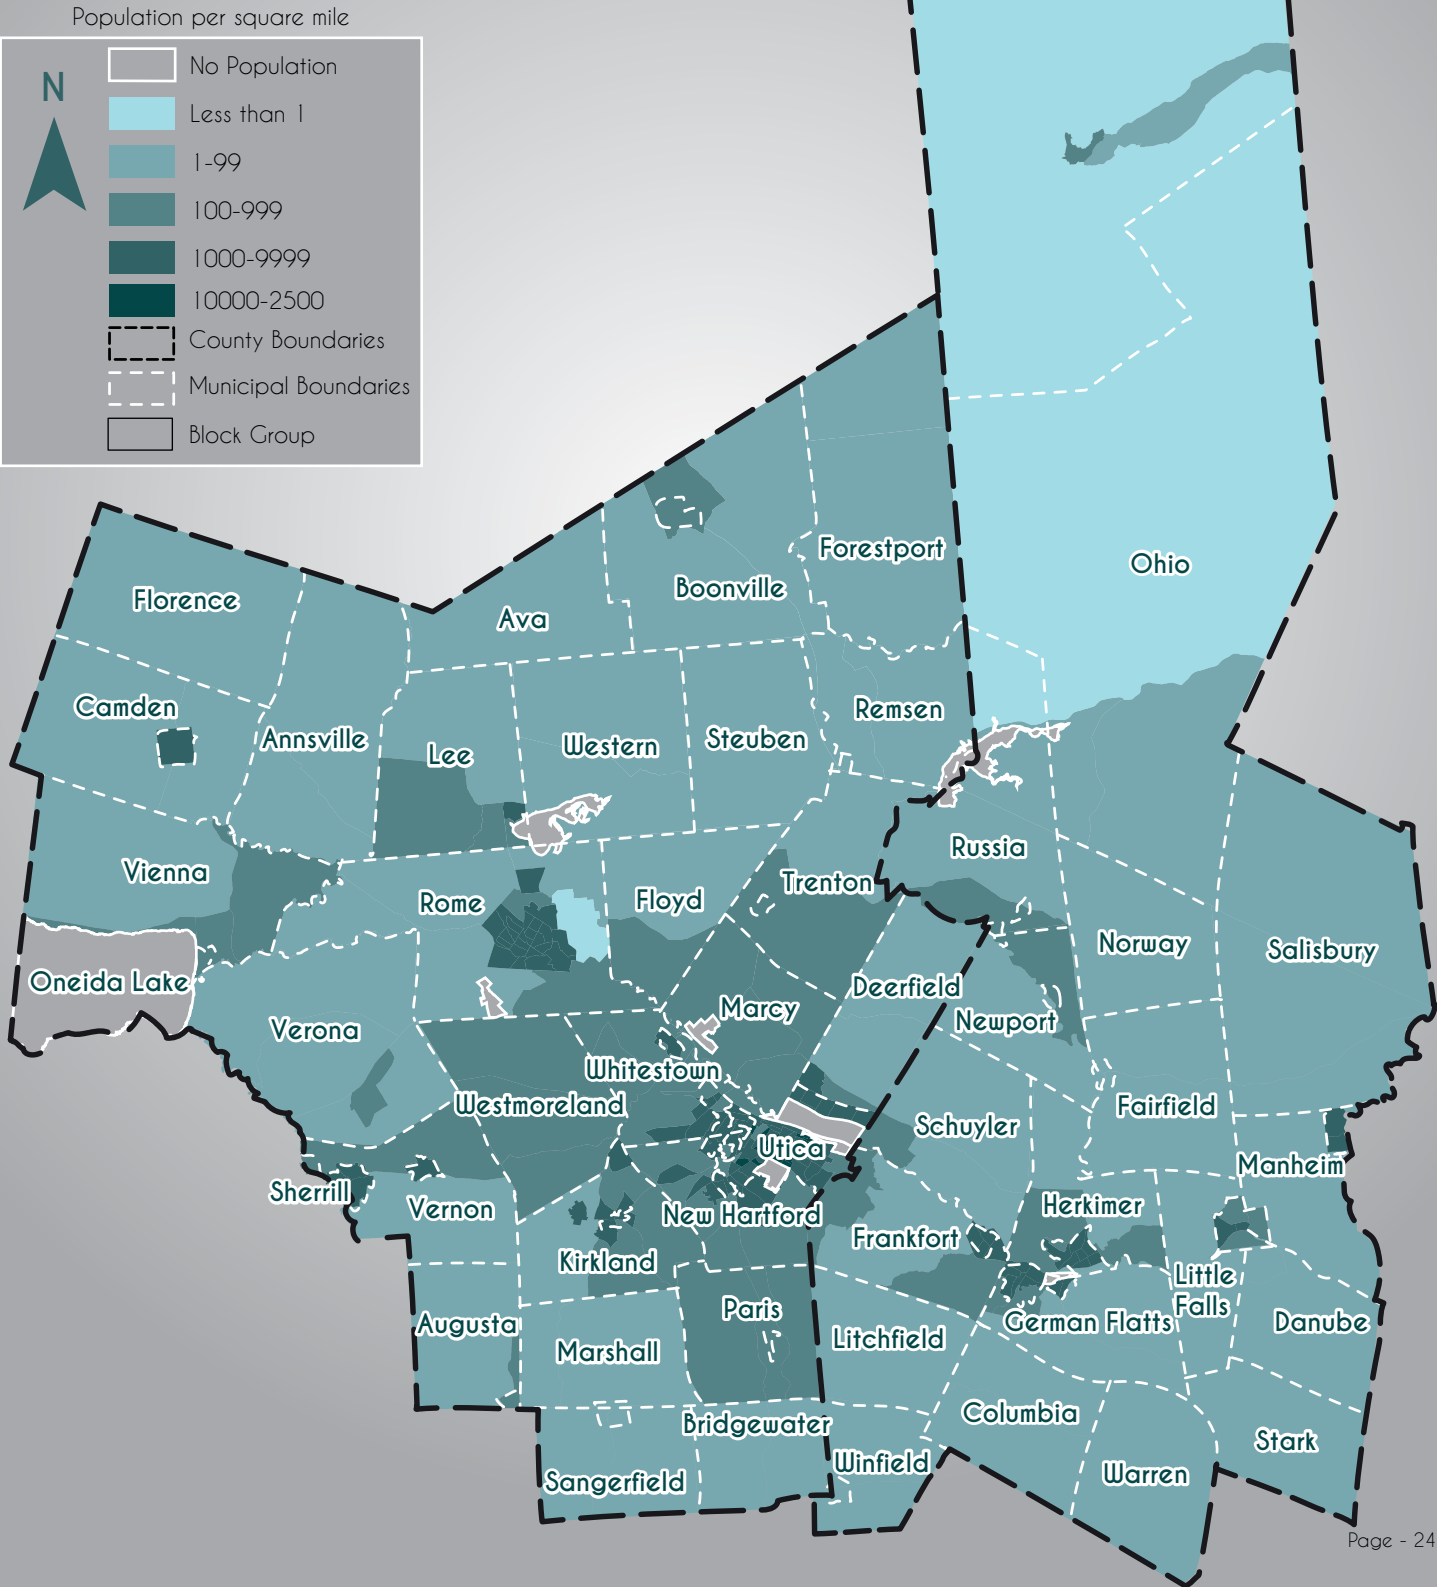 Population per square mile
N
No Population
Less than 1
1-99
100-999
1000-9999
10000-2500
County Boundaries
Municipal Boundaries
Block Group
Forestport
Ohio
Boonville
Florence
Ava
Camden
Remsen
Annsville
Lee
Western
Steuben
Russia
Vienna
Trenton
Rome
Floyd
Norway
Salisbury
Oneida Lake
Deerfield
Marcy
Newport
Verona
Whitestown
Westmoreland
Fairfield
Schuyler
Utica
Manheim
Sherrill
Vernon
New Hartford
Herkimer
Frankfort
Kirkland
Little
Falls
Paris
Augusta
German Flatts
Danube
Litchfield
Marshall
Columbia
Bridgewater
Stark
Winfield
Warren
Sangerfield
Page - 24